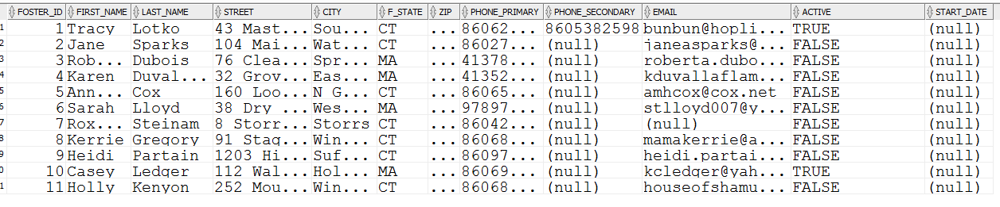 FOSTER_ID FIRST_NAME LAST_NAME STREET CITY F_STATE ZIP PHONE_PRIMARY PHONE_SECONDARY EMAIL ACTIVE START_DATE
1 1 Tracy Lotko 43 Mast... Sou... CT ... 86062... 8605382598 bunbun@hopli... TRUE (null)
2 2 Jane Sparks 104 Mai... Wat... CT ... 86027... (null) janeasparks@... FALSE (null)
3 3 Rob... Dubois 76 Clea... Spr... MA ... 41378... (null) roberta.dubo... FALSE (null)
4 4 Karen Duval... 32 Grov... Eas... MA ... 41352... (null) kduvallaflam... FALSE (null)
5 5 Ann... Cox 160 Loo... N G... CT ... 86065... (null) amhcox@cox.net FALSE (null)
6 6 Sarah Lloyd 38 Dry ... Wes... MA ... 97897... (null) stlloyd007@y... FALSE (null)
7 7 Rox... Steinam 8 Storr... Storrs CT ... 86042... (null) (null) FALSE (null)
8 8 Kerrie Gregory 91 Stag... Win... CT ... 86068... (null) mamakerrie@a... FALSE (null)
9 9 Heidi Partain 1203 Hi... Suf... CT ... 86097... (null) heidi.partai... FALSE (null)
0 10 Casey Ledger 112 Wal... Hol... MA ... 86069... (null) kcledger@yah... TRUE (null)
1 11 Holly Kenyon 252 Mou... Win... CT ... 86068... (null) houseofshamu... FALSE (null)